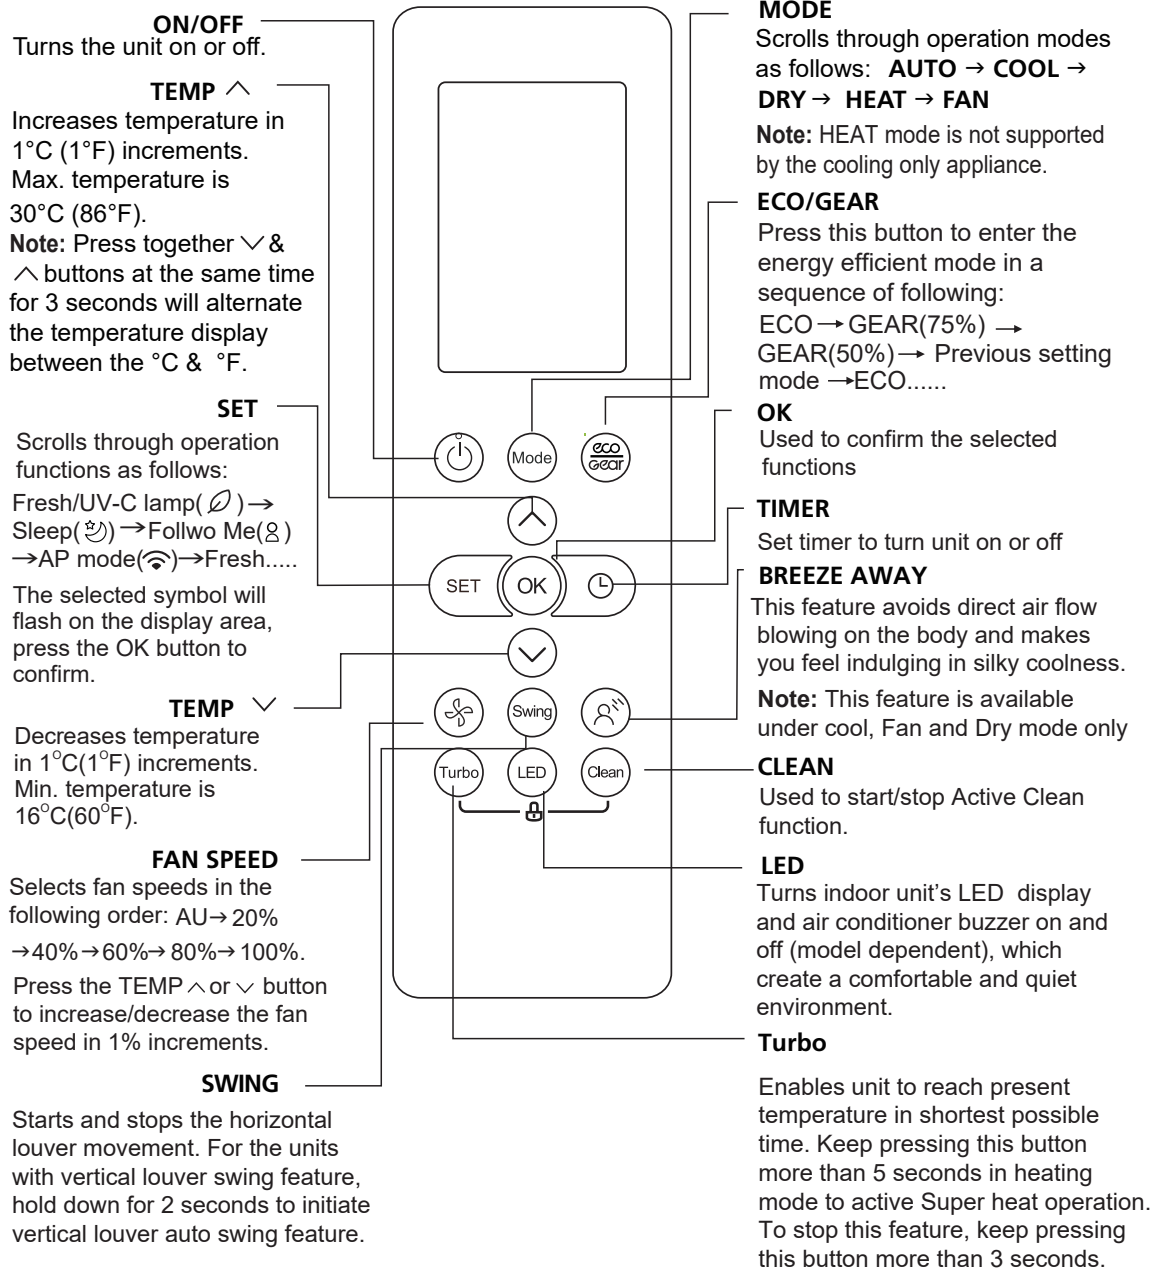 ON/OFF
Turns the unit on or off.
TEMP ∧
Increases temperature in
1°C (1°F) increments.
Max. temperature is
30°C (86°F).
Note: Press together ∨ &
∧ buttons at the same time
for 3 seconds will alternate
the temperature display
between the °C & °F.
SET
Scrolls through operation
functions as follows:
Fresh/UV-C lamp( ) →
Sleep( ) → Follwo Me( )
→AP mode( )→Fresh.....
The selected symbol will
flash on the display area,
press the OK button to
confirm.
TEMP ∨
Decreases temperature
in 1°C(1°F) increments.
Min. temperature is
16°C(60°F).
FAN SPEED
Selects fan speeds in the
following order: AU→ 20%
→40%→60%→ 80%→ 100%.
Press the TEMP ∧ or ∨ button
to increase/decrease the fan
speed in 1% increments.
SWING
Starts and stops the horizontal
louver movement. For the units
with vertical louver swing feature,
hold down for 2 seconds to initiate
vertical louver auto swing feature.
Mode
eco
Gear
SET
OK
Swing
Turbo
LED
Clean
MODE
Scrolls through operation modes
as follows: AUTO → COOL →
DRY → HEAT → FAN
Note: HEAT mode is not supported
by the cooling only appliance.
ECO/GEAR
Press this button to enter the
energy efficient mode in a
sequence of following:
ECO → GEAR(75%) →
GEAR(50%)→ Previous setting
mode →ECO......
OK
Used to confirm the selected
functions
TIMER
Set timer to turn unit on or off
BREEZE AWAY
This feature avoids direct air flow
blowing on the body and makes
you feel indulging in silky coolness.
Note: This feature is available
under cool, Fan and Dry mode only
CLEAN
Used to start/stop Active Clean
function.
LED
Turns indoor unit's LED display
and air conditioner buzzer on and
off (model dependent), which
create a comfortable and quiet
environment.
Turbo
Enables unit to reach present
temperature in shortest possible
time. Keep pressing this button
more than 5 seconds in heating
mode to active Super heat operation.
To stop this feature, keep pressing
this button more than 3 seconds.